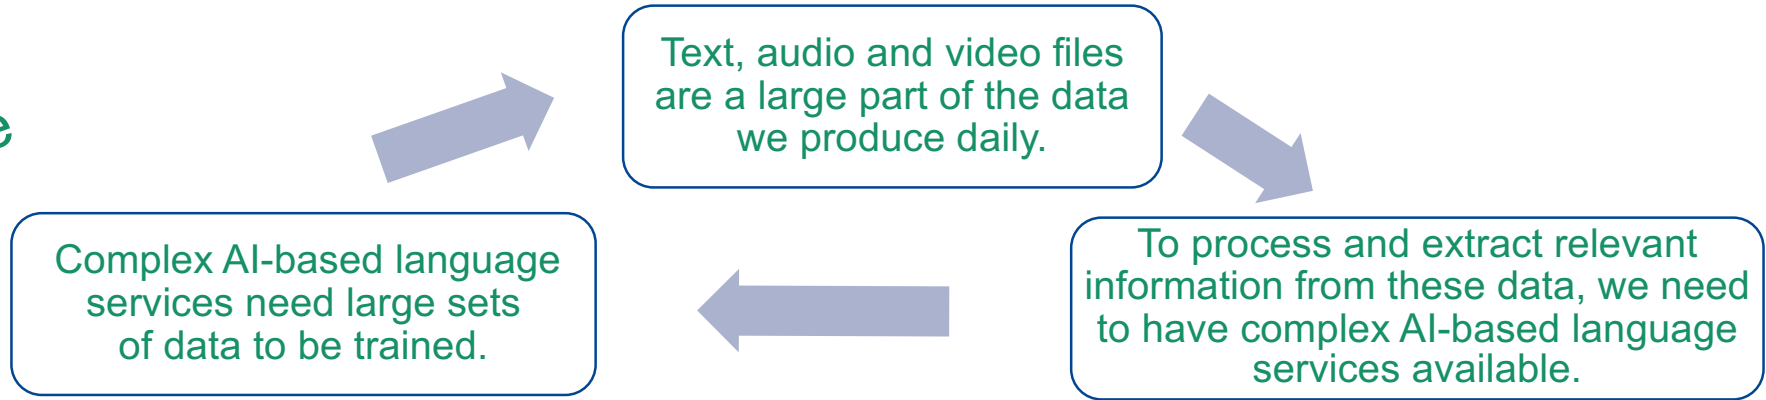 Text, audio and video files
are a large part of the data
we produce daily.
To process and extract relevant
information from these data, we need
to have complex AI-based language
services available.
Complex AI-based language
services need large sets
of data to be trained.